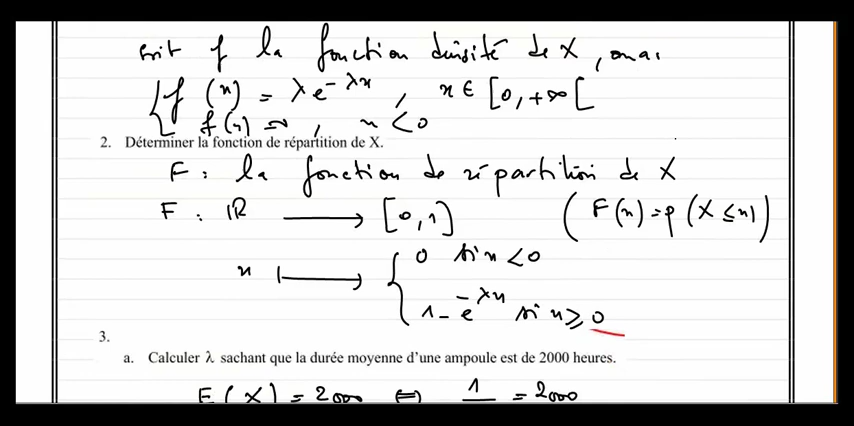 soit f la fonction densité de X, on a:
{ f(x) = λe^{-λx}, x ∈ [0, +∞[
f(x) = 0, x < 0
2. Déterminer la fonction de répartition de X.
F : la fonction de répartition de X
F : IR ⟶ [0,1] ( F(x) = p(X ≤ x) )
x ⟼ { 0 si x < 0
1 - e^{-λx} si x ≥ 0
3.
a. Calculer λ sachant que la durée moyenne d'une ampoule est de 2000 heures.
E(X) = 2000 ⟺ 1 = 2000